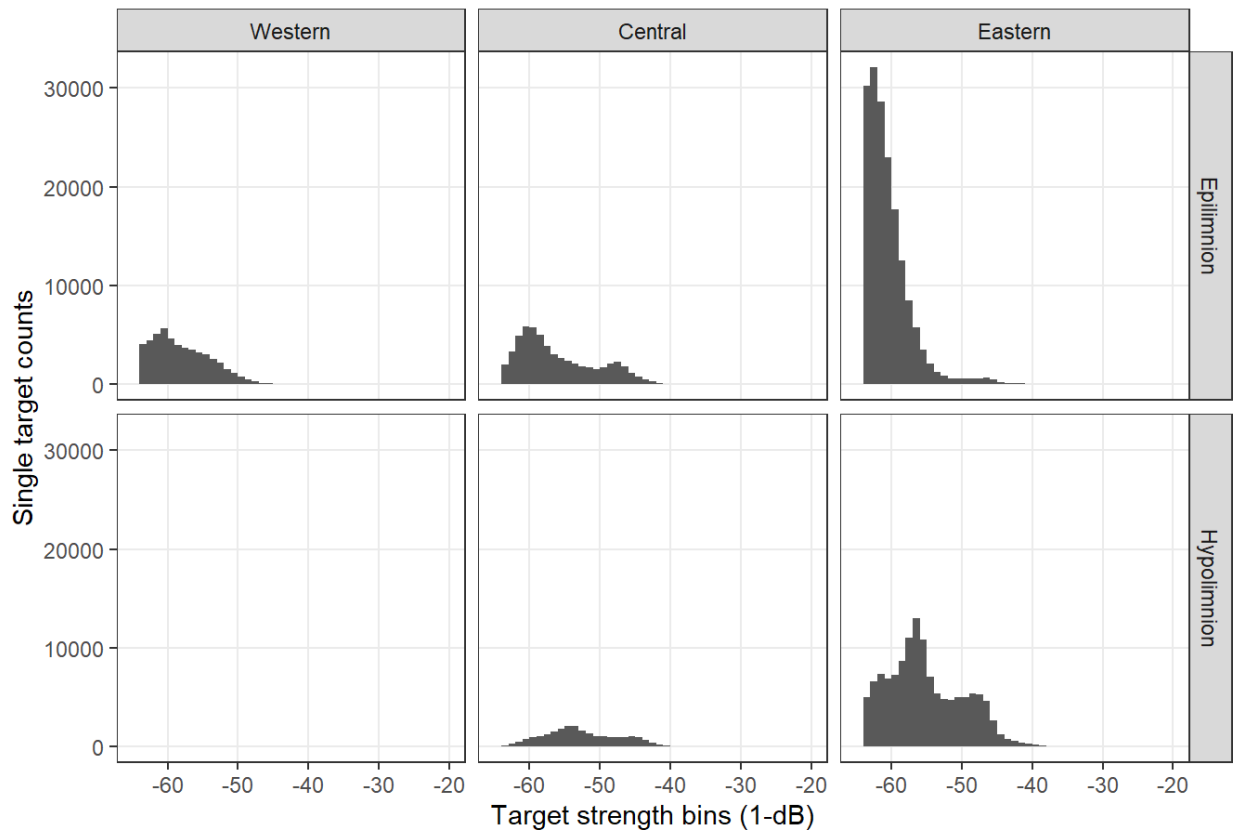 Western Central Eastern
Single target counts
30000
20000
10000
0
Epilimnion
30000
20000
10000
0
Hypolimnion
-60 -50 -40 -30 -20 -60 -50 -40 -30 -20 -60 -50 -40 -30 -20
Target strength bins (1-dB)